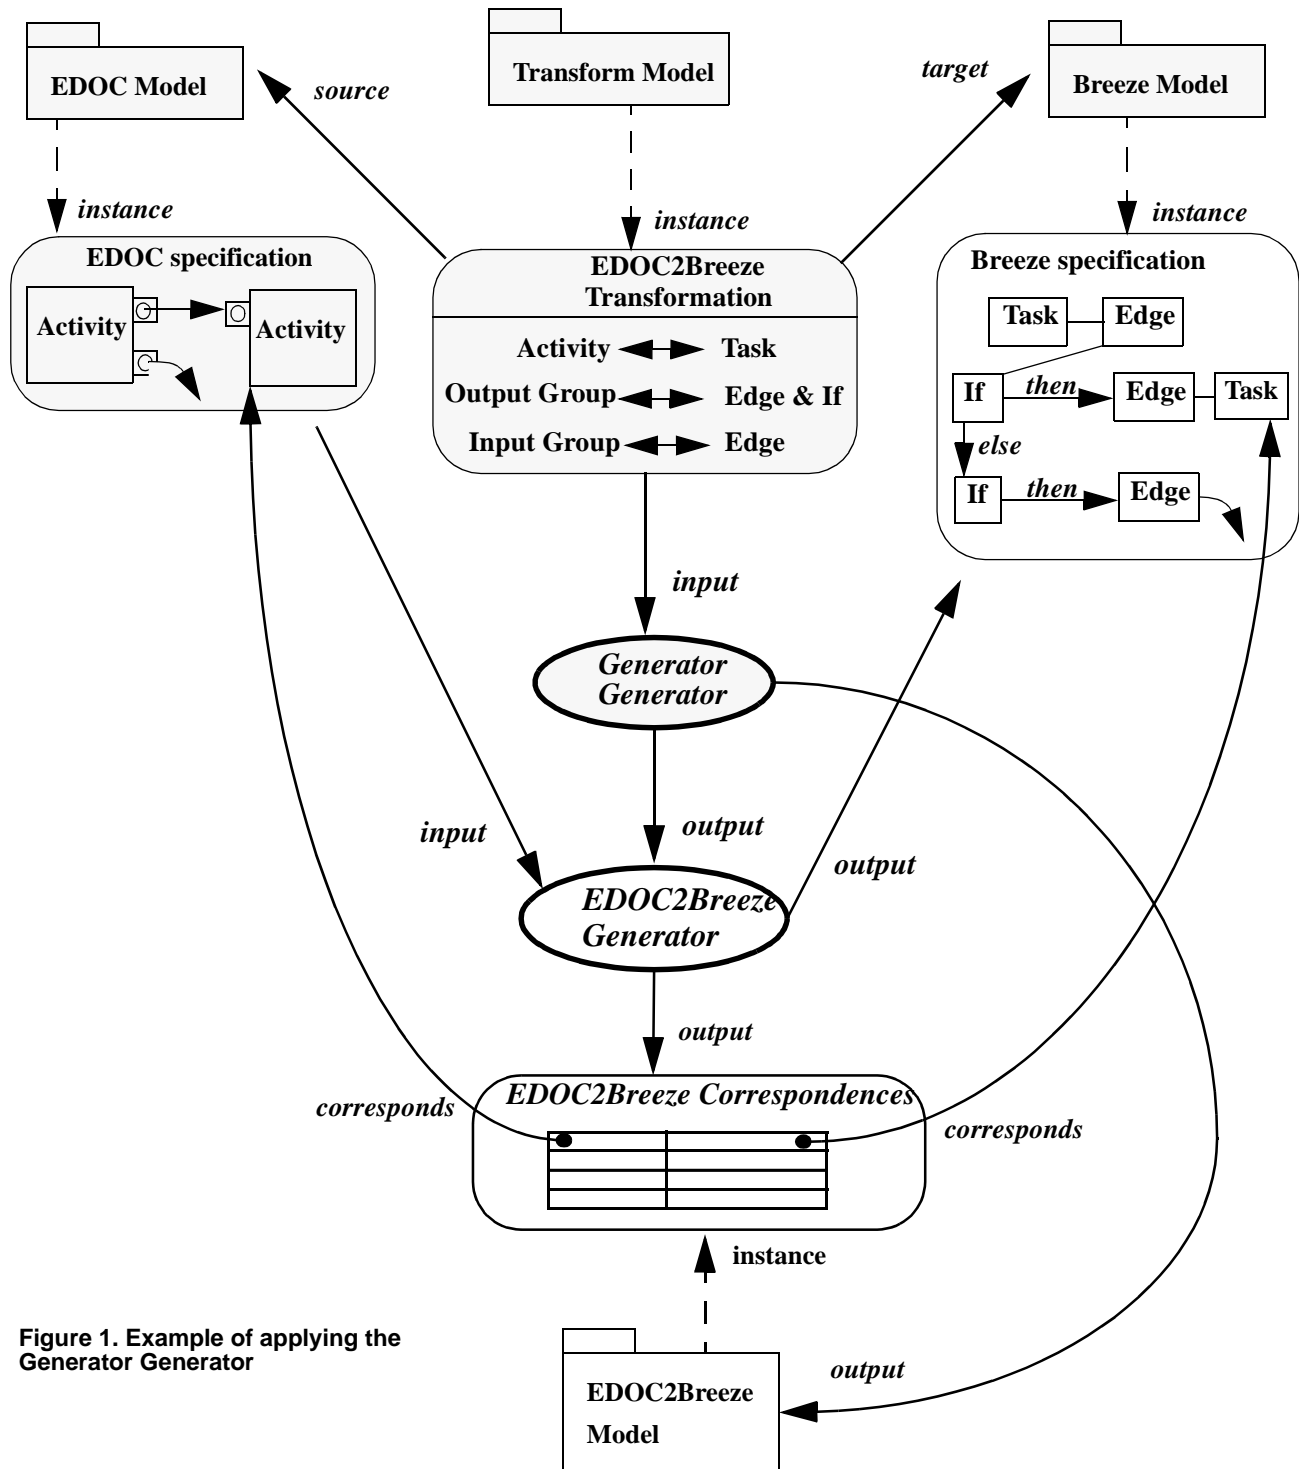 EDOC Model
Transform Model
Breeze Model
source
target
instance
instance
instance
EDOC specification
Activity
Activity
EDOC2Breeze
Transformation
Activity Task
Output Group Edge & If
Input Group Edge
Breeze specification
Task Edge
If then Edge Task
else
If then Edge
input
Generator
Generator
input
output
output
EDOC2Breeze
Generator
output
EDOC2Breeze Correspondences
corresponds
corresponds
instance
Figure 1. Example of applying the
Generator Generator
output
EDOC2Breeze
Model